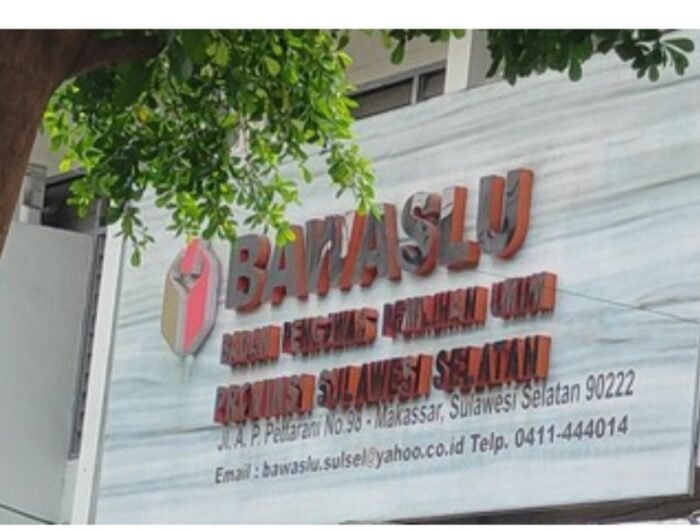 BAWASLU
BADAN PENGAWAS PEMILIHAN UMUM
PROVINSI SULAWESI SELATAN
Jl. A. P. Pettarani No.98 - Makassar, Sulawesi Selatan 90222
Email : bawaslu.sulsel@yahoo.co.id Telp. 0411-444014